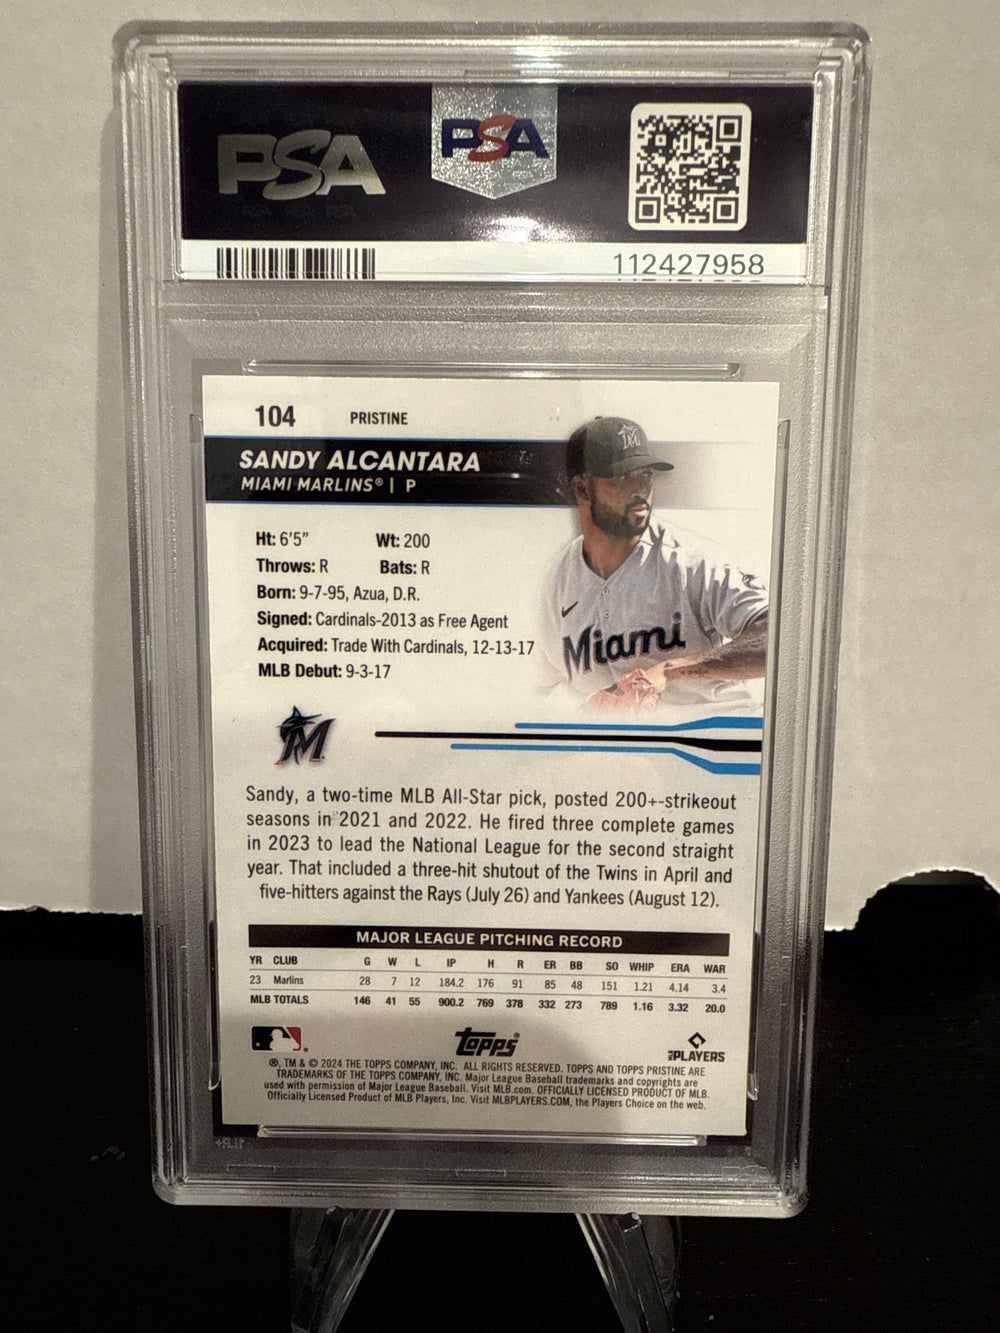 PSA
PSA
112427958
104 PRISTINE
SANDY ALCANTARA
MIAMI MARLINS® | P
M
Ht: 6'5" Wt: 200
Throws: R Bats: R
Born: 9-7-95, Azua, D.R.
Signed: Cardinals-2013 as Free Agent
Acquired: Trade With Cardinals, 12-13-17
MLB Debut: 9-3-17
Miami
M
Sandy, a two-time MLB All-Star pick, posted 200+-strikeout
seasons in 2021 and 2022. He fired three complete games
in 2023 to lead the National League for the second straight
year. That included a three-hit shutout of the Twins in April and
five-hitters against the Rays (July 26) and Yankees (August 12).
MAJOR LEAGUE PITCHING RECORD
YR CLUB G W L IP H R ER BB SO WHIP ERA WAR
23 Marlins 28 7 12 184.2 176 91 85 48 151 1.21 4.14 3.4
MLB TOTALS 146 41 55 900.2 769 378 332 273 789 1.16 3.32 20.0
Topps
MLB PLAYERS
®, TM & © 2024 THE TOPPS COMPANY, INC. ALL RIGHTS RESERVED. TOPPS AND TOPPS PRISTINE ARE
TRADEMARKS OF THE TOPPS COMPANY, INC. Major League Baseball trademarks and copyrights are
used with permission of Major League Baseball. Visit MLB.com. OFFICIALLY LICENSED PRODUCT OF MLB.
Officially Licensed Product of MLB Players, Inc. Visit MLBPLAYERS.COM, the Players Choice on the web.